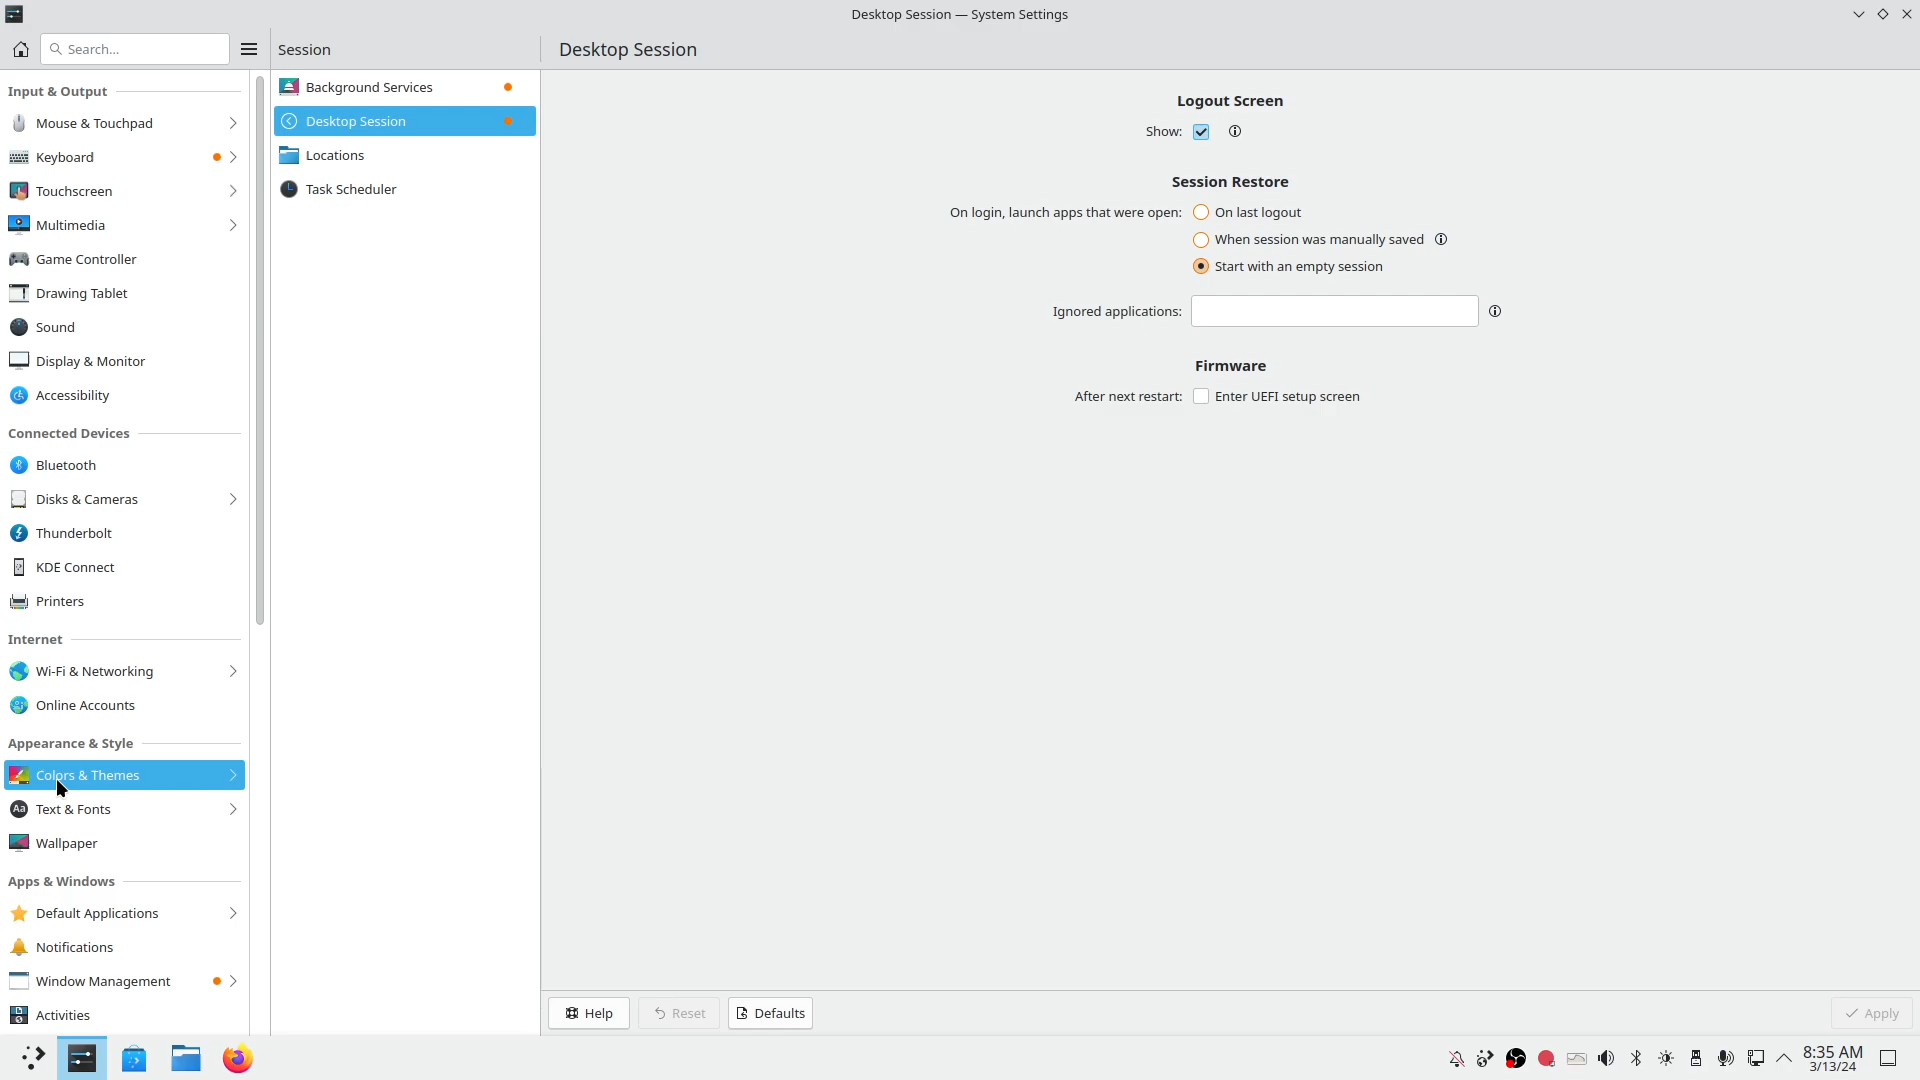 Desktop Session — System Settings
Search...
Session
Desktop Session
Input & Output
Mouse & Touchpad
Keyboard
Touchscreen
Multimedia
Game Controller
Drawing Tablet
Sound
Display & Monitor
Accessibility
Connected Devices
Bluetooth
Disks & Cameras
Thunderbolt
KDE Connect
Printers
Internet
Wi-Fi & Networking
Online Accounts
Appearance & Style
Colors & Themes
Aa
Text & Fonts
Wallpaper
Apps & Windows
Default Applications
Notifications
Window Management
Activities
Background Services
Desktop Session
Locations
Task Scheduler
Logout Screen
Show:
Session Restore
On login, launch apps that were open:
On last logout
When session was manually saved
Start with an empty session
Ignored applications:
Firmware
After next restart:
Enter UEFI setup screen
Help
Reset
Defaults
Apply
8:35 AM
3/13/24